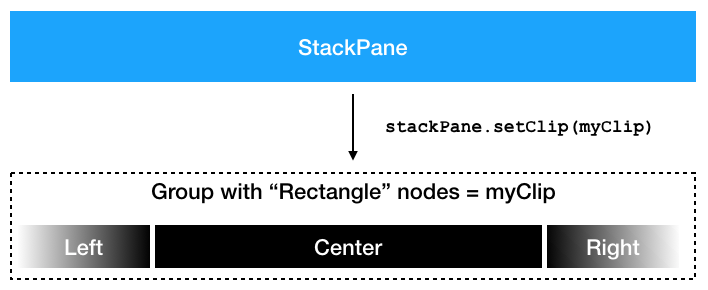 StackPane
stackPane.setClip(myClip)
Group with “Rectangle” nodes = myClip
Left Center Right